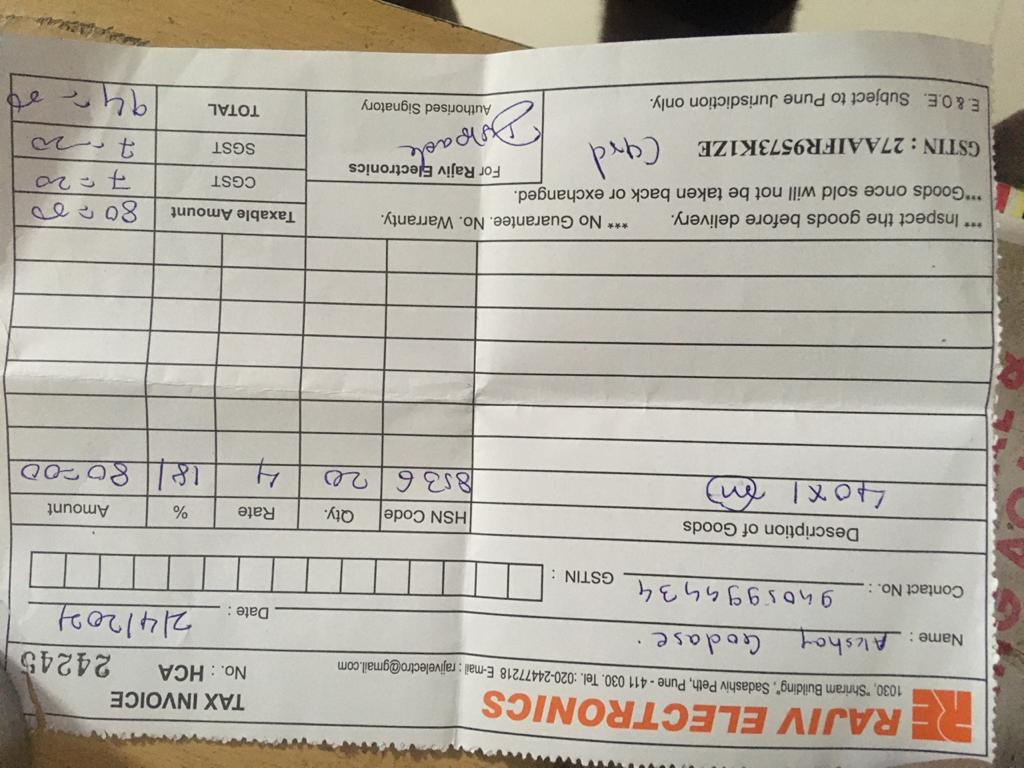 RE RAJIV ELECTRONICS
TAX INVOICE
1030, "Shriram Building", Sadashiv Peth, Pune - 411 030. Tel. :020-24477218 E-mail : rajivelectro@gmail.com
No. : HCA 24245
Name : Akshay Godase. Date : 2/4/2021
Contact No. : 9405994434 GSTIN :
Description of Goods HSN Code Qty. Rate % Amount
40x1 (m) 8536 20 4 18% 80=00
*** Inspect the goods before delivery. *** No Guarantee. No. Warranty.
***Goods once sold will not be taken back or exchanged.
GSTIN : 27AAIFR9573K1ZE Card
E. & O.E. Subject to Pune Jurisdiction only.
For Rajiv Electronics
Authorised Signatory
Taxable Amount 80=00
CGST 7=20
SGST 7=20
TOTAL 94=00